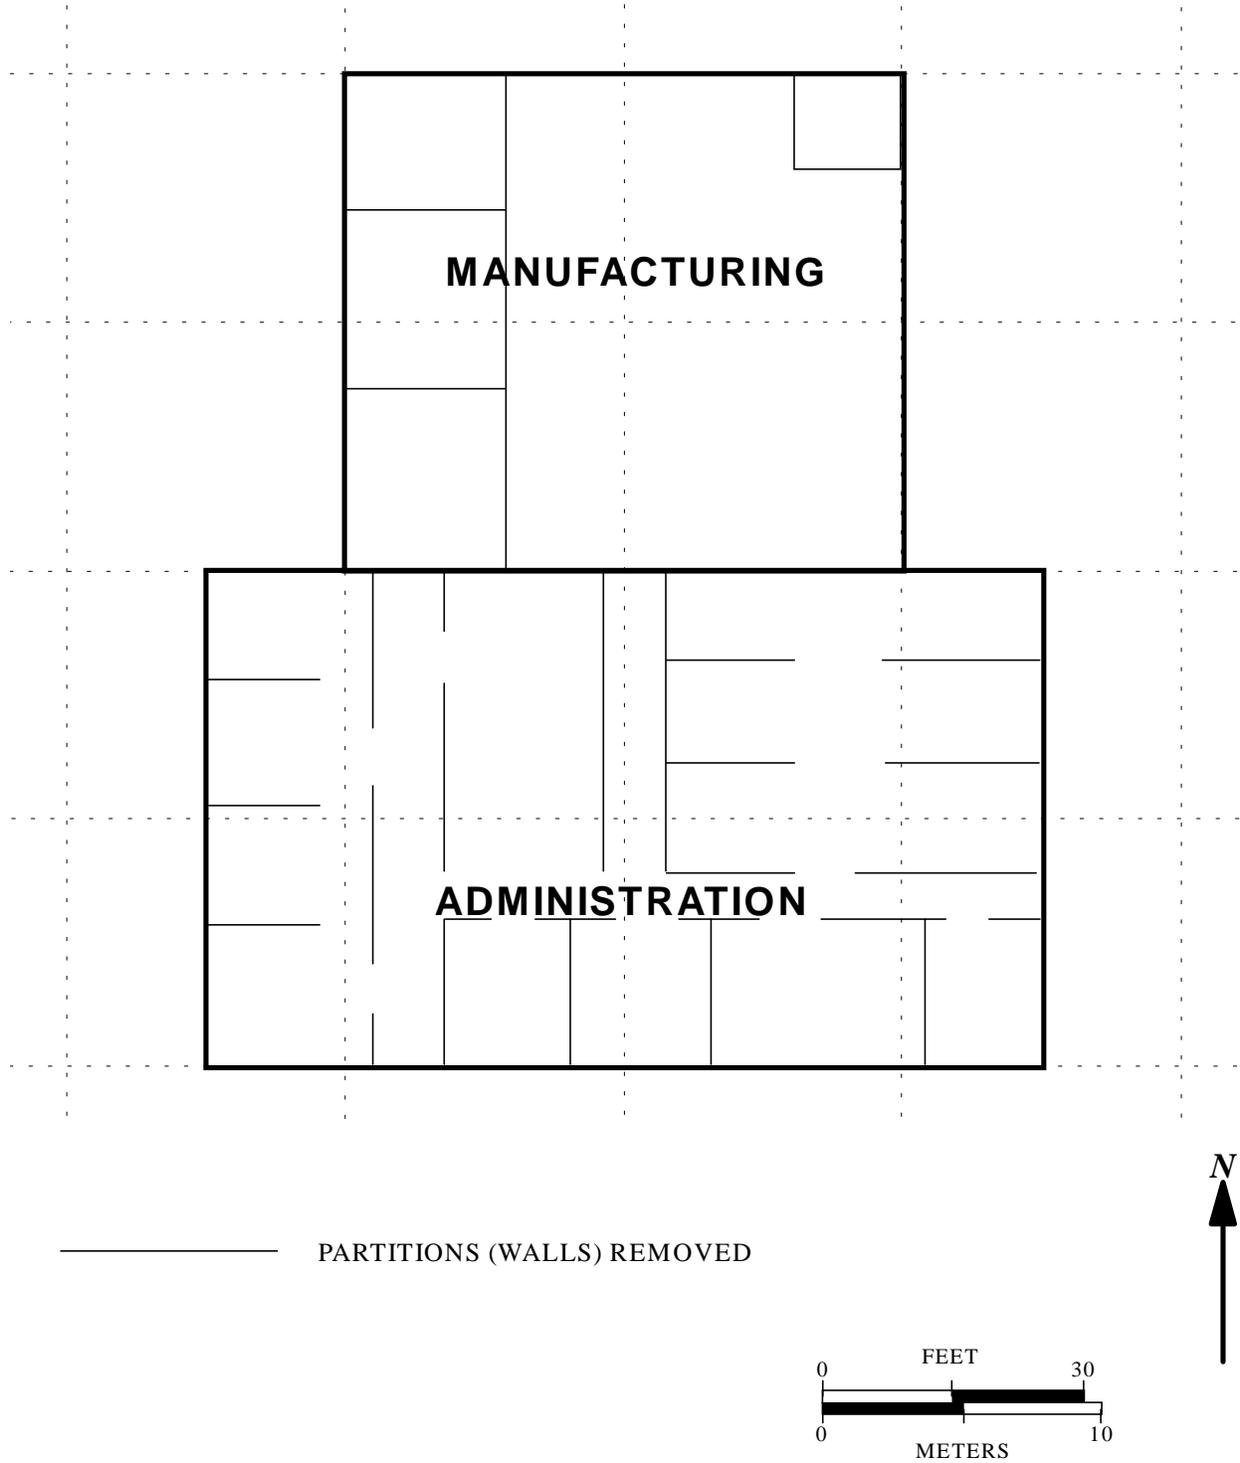 MANUFACTURING
ADMINISTRATION
N
PARTITIONS (WALLS) REMOVED
FEET
0 30
0 10
METERS